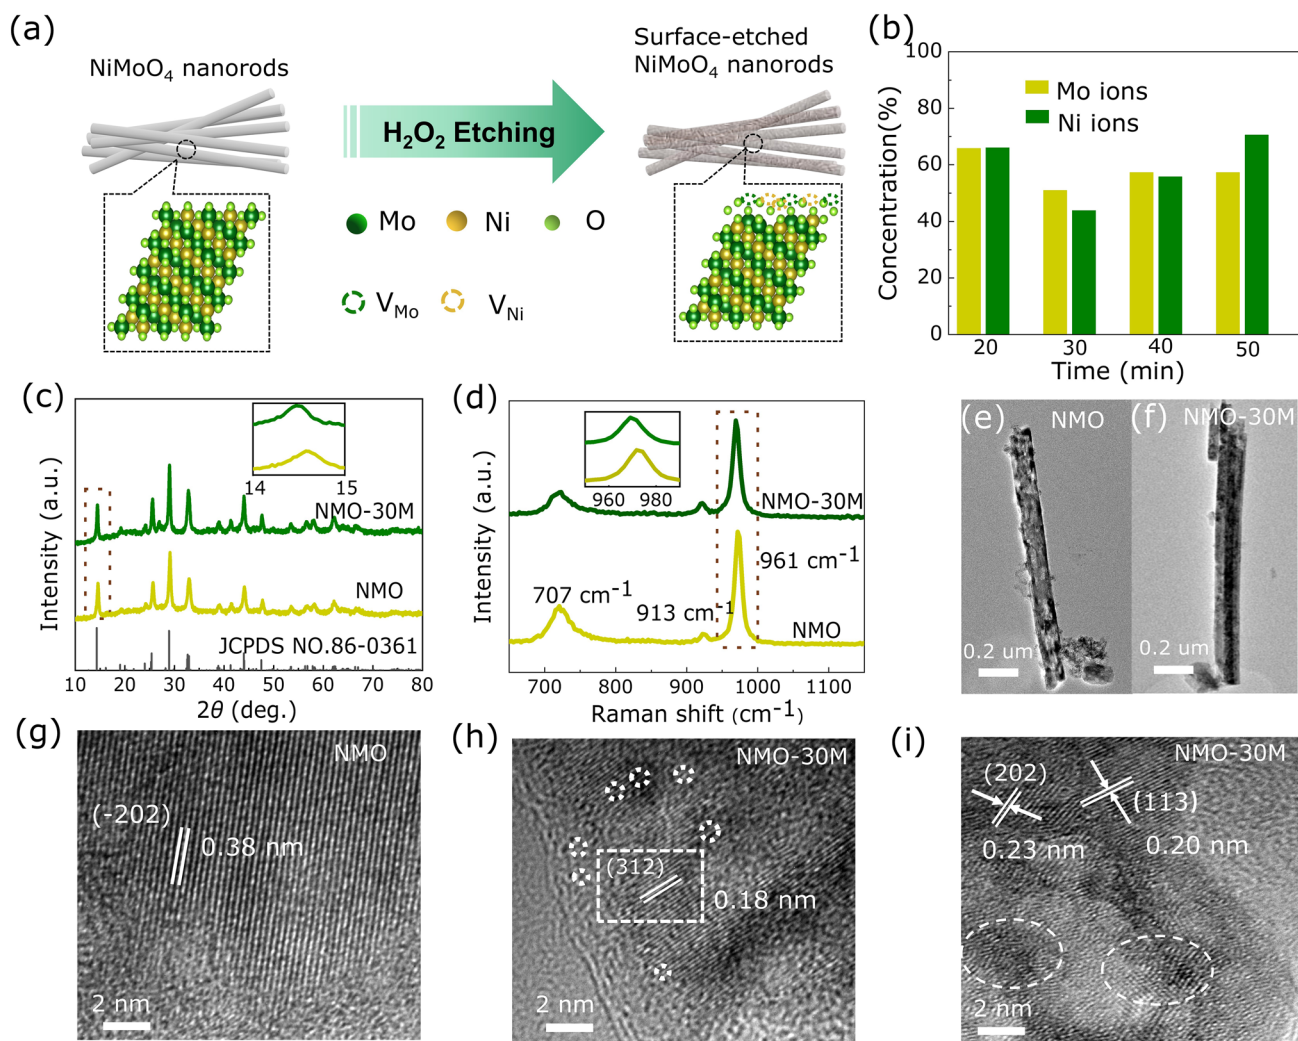 (a)
NiMoO₄ nanorods
H₂O₂ Etching
Surface-etched
NiMoO₄ nanorods
Mo
Ni
O
V_Mo
V_Ni
(b)
Concentration(%)
100
80
60
40
60
20
0
Mo ions
Ni ions
20
30
40
50
Time (min)
(c)
Intensity (a.u.)
14
15
NMO-30M
NMO
JCPDS NO.86-0361
10
20
30
40
50
60
70
80
2θ (deg.)
(d)
Intensity (a.u.)
960
980
NMO-30M
961 cm⁻¹
707 cm⁻¹
913 cm⁻¹
NMO
700
800
900
1000
1100
Raman shift (cm⁻¹)
(e)
NMO
0.2 um
(f)
NMO-30M
0.2 um
(g)
NMO
(-202)
0.38 nm
2 nm
(h)
NMO-30M
(312)
0.18 nm
2 nm
(i)
NMO-30M
(202)
(113)
0.23 nm
0.20 nm
2 nm